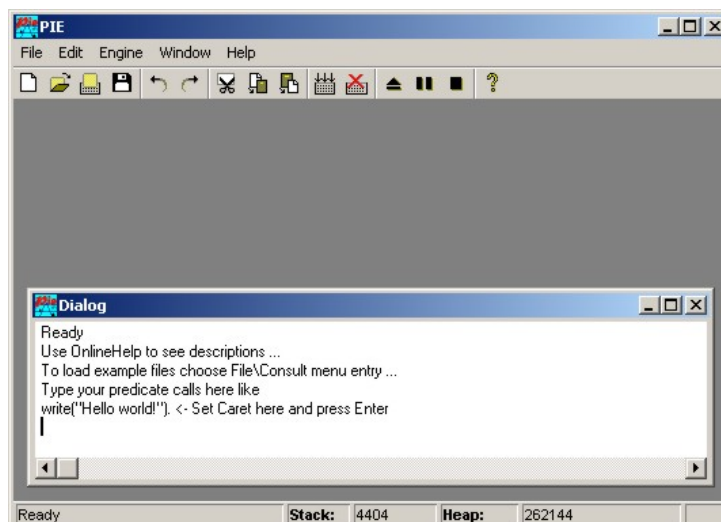 PIE
File Edit Engine Window Help
Dialog
Ready
Use OnlineHelp to see descriptions ...
To load example files choose File\Consult menu entry ...
Type your predicate calls here like
write("Hello world!"). <- Set Caret here and press Enter
Ready Stack: 4404 Heap: 262144